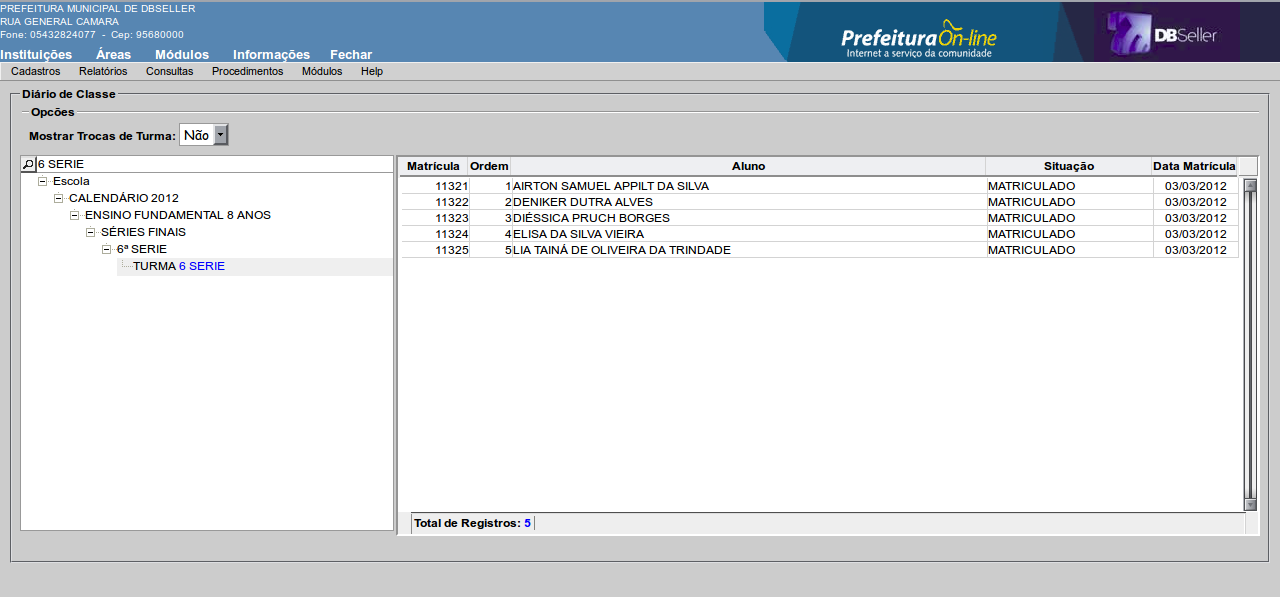 PREFEITURA MUNICIPAL DE DBSELLER
RUA GENERAL CAMARA
Fone: 05432824077 - Cep: 95680000
Prefeitura On-line
Internet a serviço da comunidade
DBSeller
Instituições Áreas Módulos Informações Fechar
Cadastros Relatórios Consultas Procedimentos Módulos Help
Diário de Classe
Opcões
Mostrar Trocas de Turma: Não
6 SERIE
Escola
CALENDÁRIO 2012
ENSINO FUNDAMENTAL 8 ANOS
SÉRIES FINAIS
6ª SERIE
TURMA 6 SERIE
Matrícula Ordem Aluno Situação Data Matrícula
11321 1 AIRTON SAMUEL APPILT DA SILVA MATRICULADO 03/03/2012
11322 2 DENIKER DUTRA ALVES MATRICULADO 03/03/2012
11323 3 DIÉSSICA PRUCH BORGES MATRICULADO 03/03/2012
11324 4 ELISA DA SILVA VIEIRA MATRICULADO 03/03/2012
11325 5 LIA TAINÁ DE OLIVEIRA DA TRINDADE MATRICULADO 03/03/2012
Total de Registros: 5